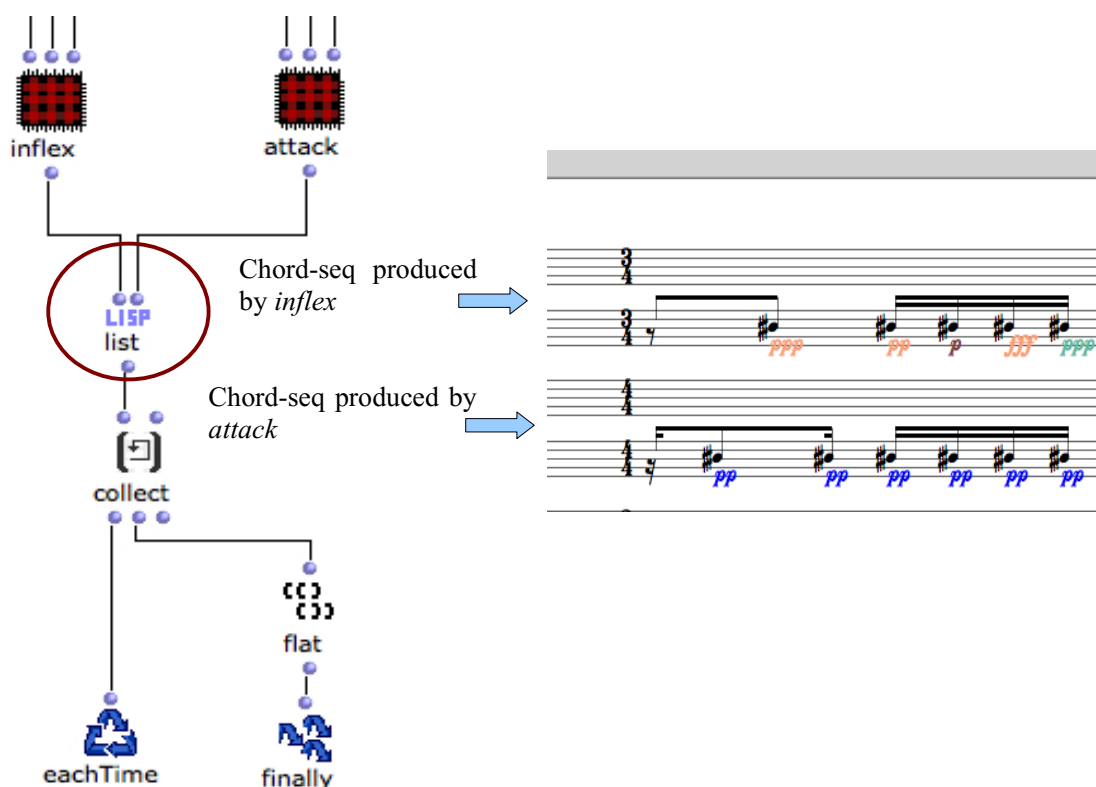 inflex
attack
Chord-seq produced
by inflex
LISP
list
Chord-seq produced by
attack
collect
flat
eachTime
finally
3
4
3
4
ppp
pp
p
fff
ppp
4
4
4
4
pp
pp
pp
pp
pp
pp